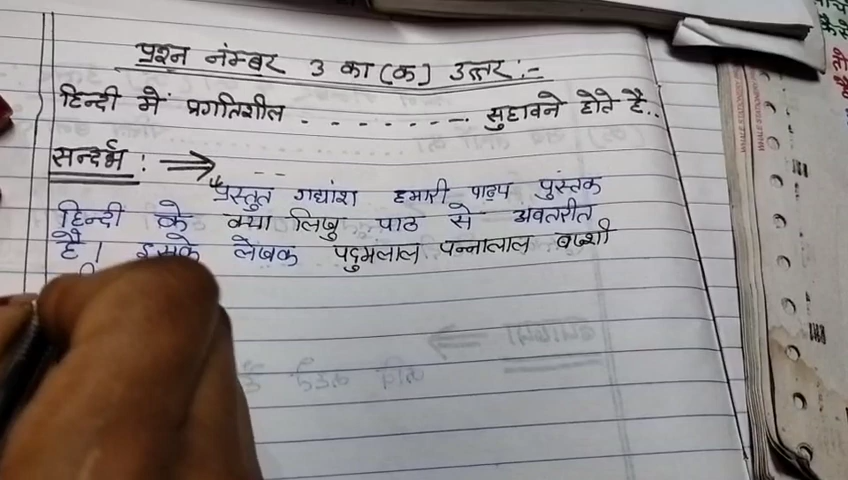 प्रश्न नंम्बर 3 का (क) उत्तर :-
हिन्दी में प्रगतिशील - - - - - - - - सुहावने होते है..
सन्दर्भ :
प्रस्तुत गद्यांश हमारी पाठ्य पुस्तक
हिन्दी के क्या लिखु पाठ से अवतरीत
है। इसके लेखक पदुमलाल पन्नालाल बख्शी